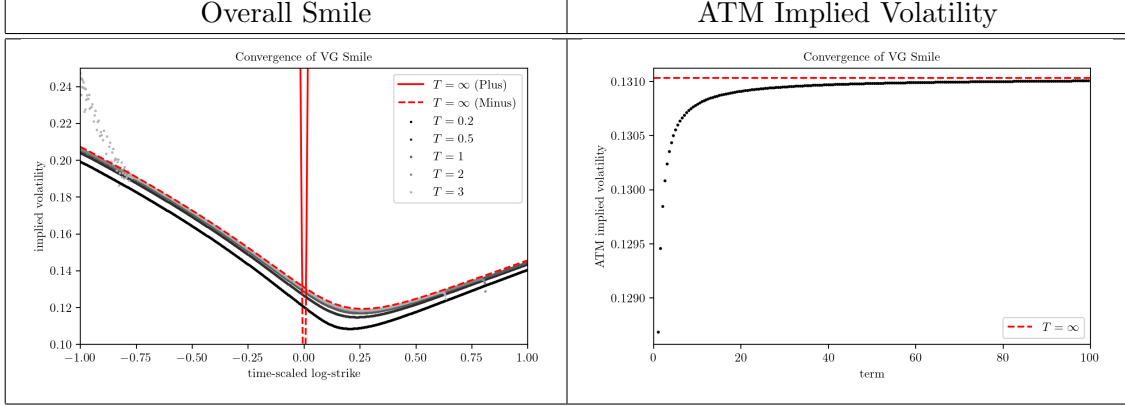 Overall Smile
ATM Implied Volatility
Convergence of VG Smile
implied volatility
0.24
0.22
0.20
0.18
0.16
0.14
0.12
0.10
−1.00 −0.75 −0.50 −0.25 0.00 0.25 0.50 0.75 1.00
time-scaled log-strike
T = ∞ (Plus)
T = ∞ (Minus)
T = 0.2
T = 0.5
T = 1
T = 2
T = 3
Convergence of VG Smile
ATM implied volatility
0.1310
0.1305
0.1300
0.1295
0.1290
0 20 40 60 80 100
term
T = ∞